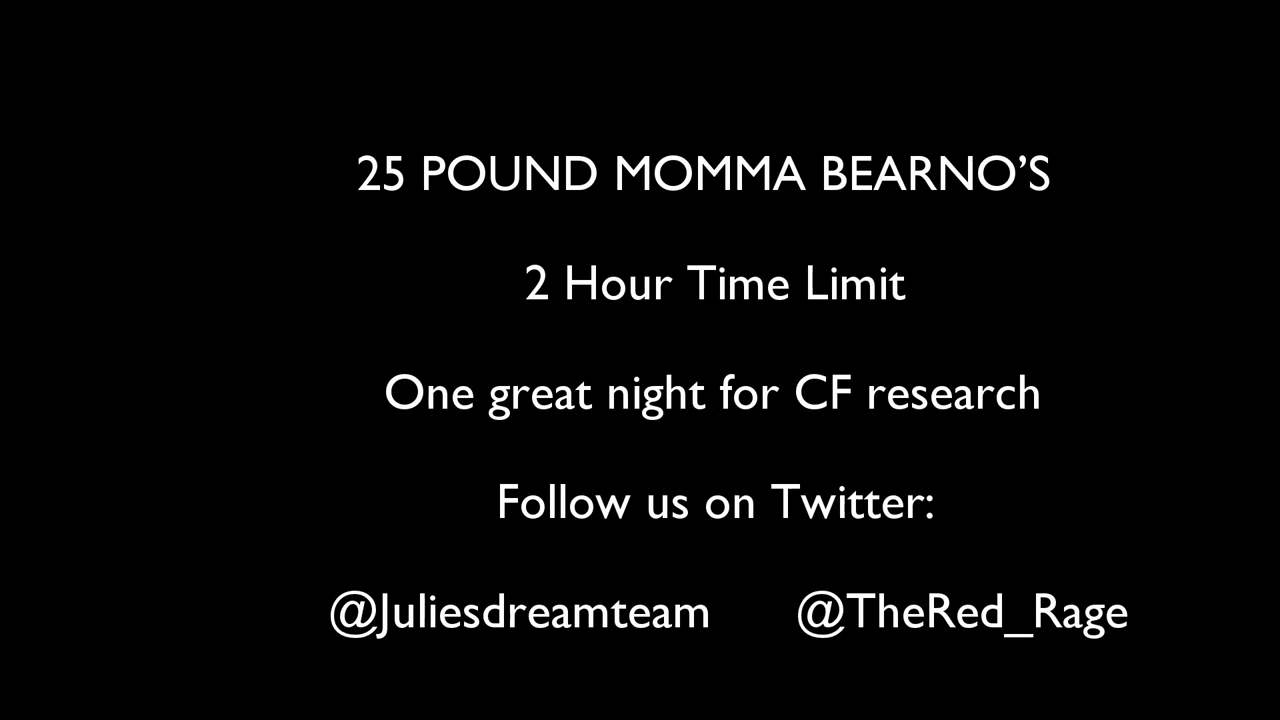 25 POUND MOMMA BEARNO’S
2 Hour Time Limit
One great night for CF research
Follow us on Twitter:
@Juliesdreamteam @TheRed_Rage